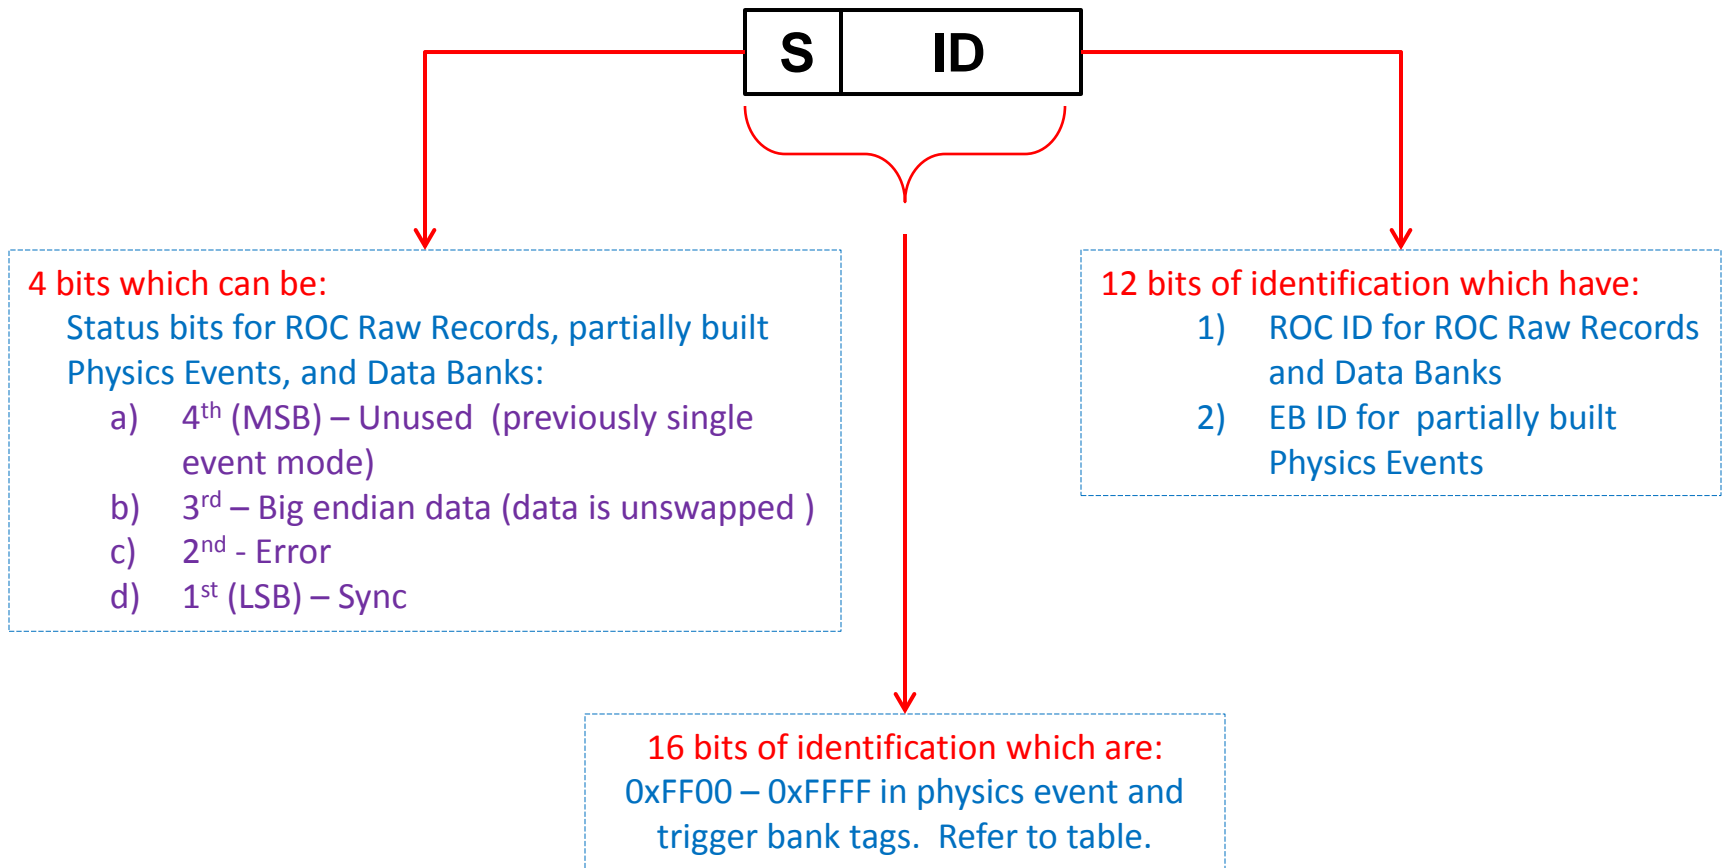 S ID
4 bits which can be:
Status bits for ROC Raw Records, partially built
Physics Events, and Data Banks:
a) 4th (MSB) – Unused (previously single
event mode)
b) 3rd – Big endian data (data is unswapped )
c) 2nd - Error
d) 1st (LSB) – Sync
12 bits of identification which have:
1) ROC ID for ROC Raw Records
and Data Banks
2) EB ID for partially built
Physics Events
16 bits of identification which are:
0xFF00 – 0xFFFF in physics event and
trigger bank tags. Refer to table.